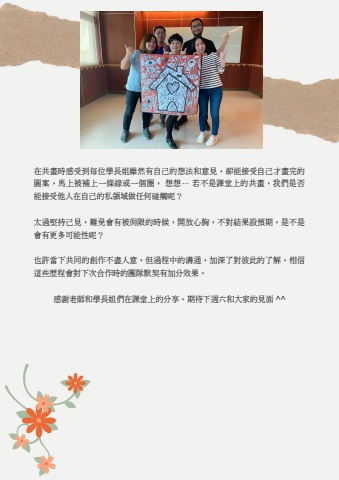 在共畫時感受到每位學長姐雖然有自己的想法和意見，卻能接受自己才畫完的
圖案，馬上被補上一條線或一個圈， 想想… 若不是課堂上的共畫，我們是否
能接受他人在自己的私領域做任何碰觸呢？
太過堅持己見，難免會有被侷限的時候，開放心胸，不對結果設預期，是不是
會有更多可能性呢？
也許當下共同的創作不盡人意，但過程中的溝通，加深了對彼此的了解，相信
這些歷程會對下次合作時的團隊默契有加分效果。
感謝老師和學長姐們在課堂上的分享，期待下週六和大家的見面 ^^